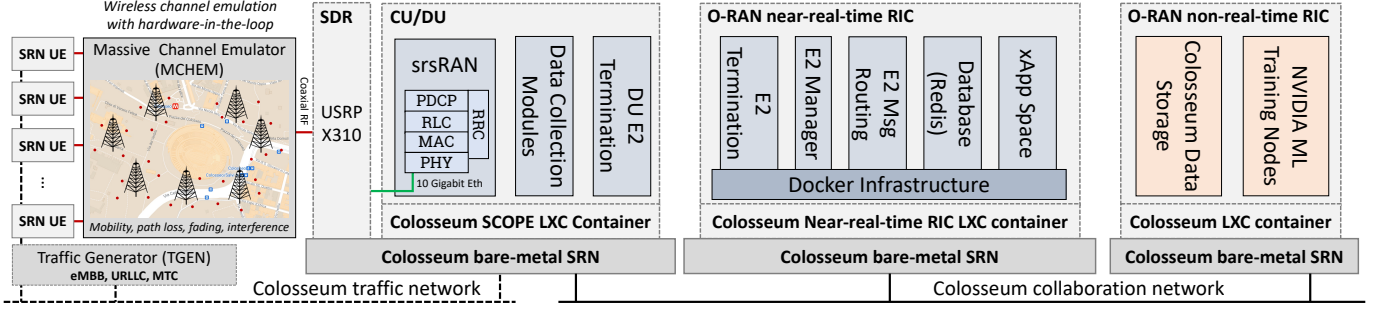 Wireless channel emulation
with hardware-in-the-loop
SRN UE
SRN UE
SRN UE
...
SRN UE
Massive Channel Emulator
(MCHEM)
Mobility, path loss, fading, interference
Traffic Generator (TGEN)
eMBB, URLLC, MTC
Coaxial RF
SDR
USRP
X310
CU/DU
srsRAN
PDCP
RLC
MAC
PHY
RRC
10 Gigabit Eth
Data Collection
Modules
DU E2
Termination
Colosseum SCOPE LXC Container
Colosseum bare-metal SRN
O-RAN near-real-time RIC
E2
Termination
E2 Manager
E2 Msg
Routing
Database
(Redis)
xApp Space
Docker Infrastructure
Colosseum Near-real-time RIC LXC container
Colosseum bare-metal SRN
O-RAN non-real-time RIC
Colosseum Data
Storage
NVIDIA ML
Training Nodes
Colosseum LXC container
Colosseum bare-metal SRN
Colosseum traffic network
Colosseum collaboration network